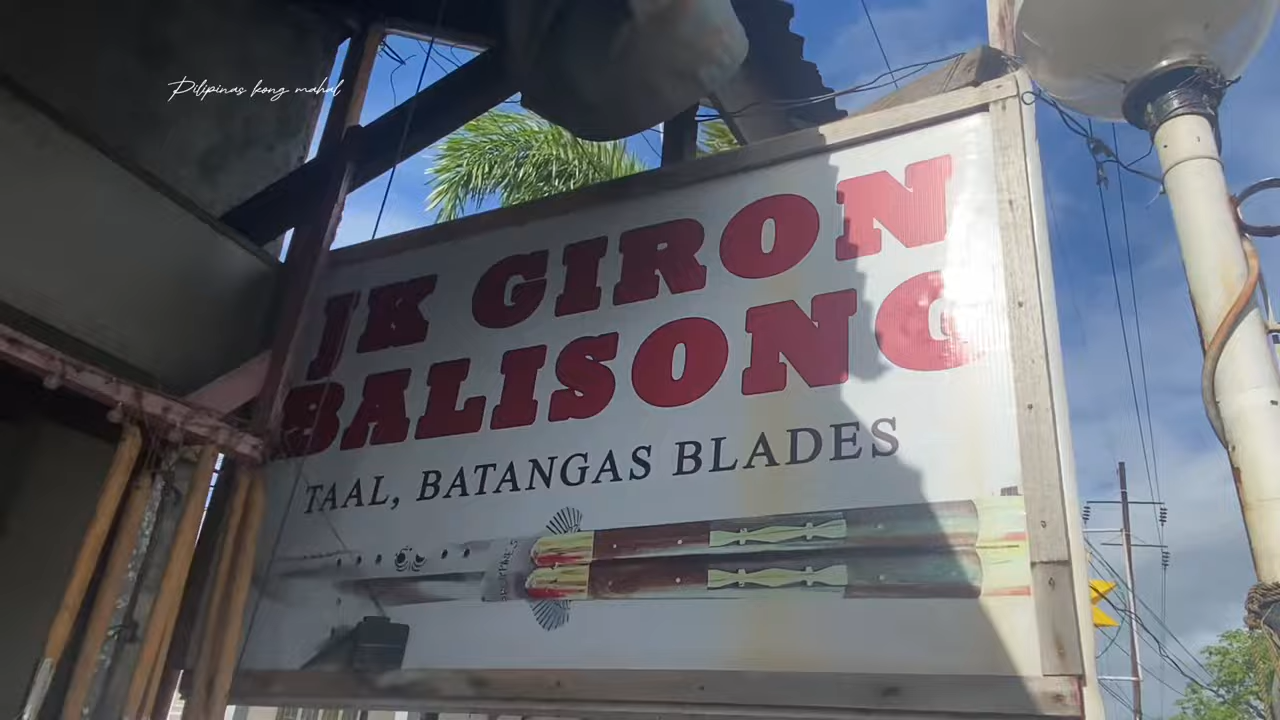 Pilipinas kong mahal
JK GIRON
BALISONG
TAAL, BATANGAS BLADES